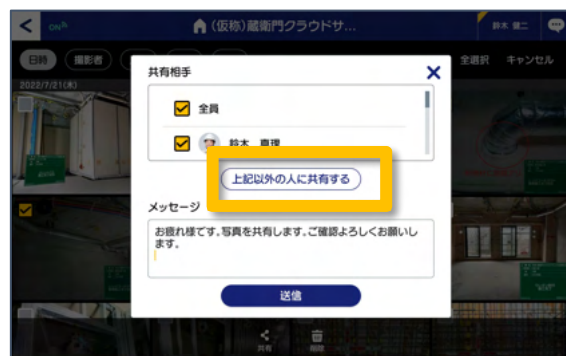 ON
(仮称)蔵衛門クラウドサ...
鈴木 健二
日時
撮影者
全選択
キャンセル
2022/7/21(木)
共有相手
全員
鈴木 真理
上記以外の人に共有する
メッセージ
お疲れ様です。写真を共有します。ご確認よろしくお願いし
ます。
送信
共有
削除